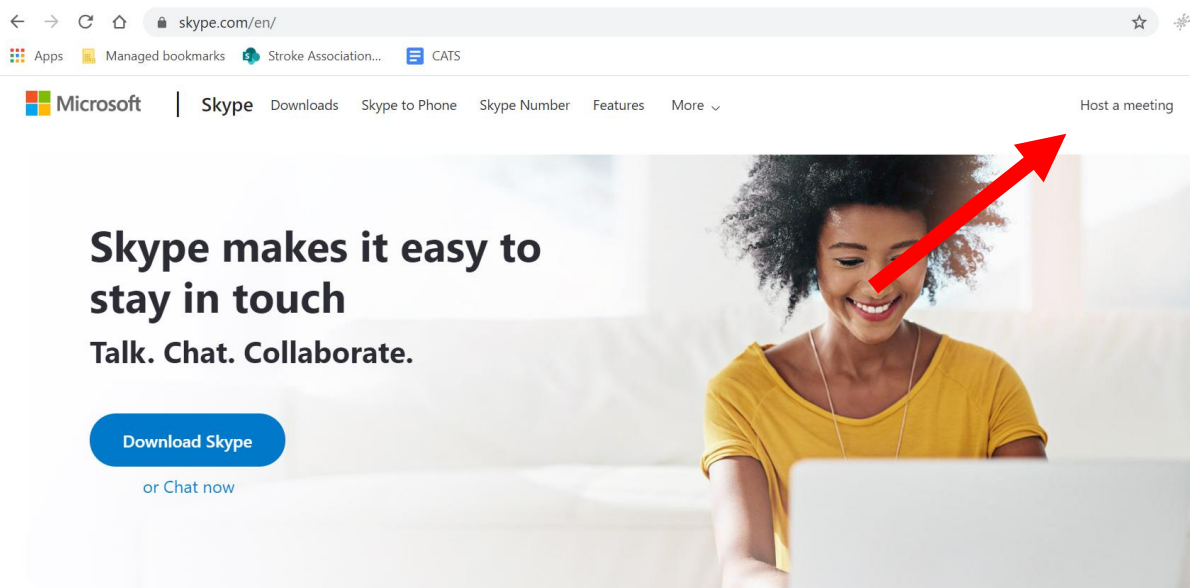 skype.com/en/
Apps Managed bookmarks Stroke Association... CATS
Microsoft Skype Downloads Skype to Phone Skype Number Features More Host a meeting
Skype makes it easy to
stay in touch
Talk. Chat. Collaborate.
Download Skype
or Chat now